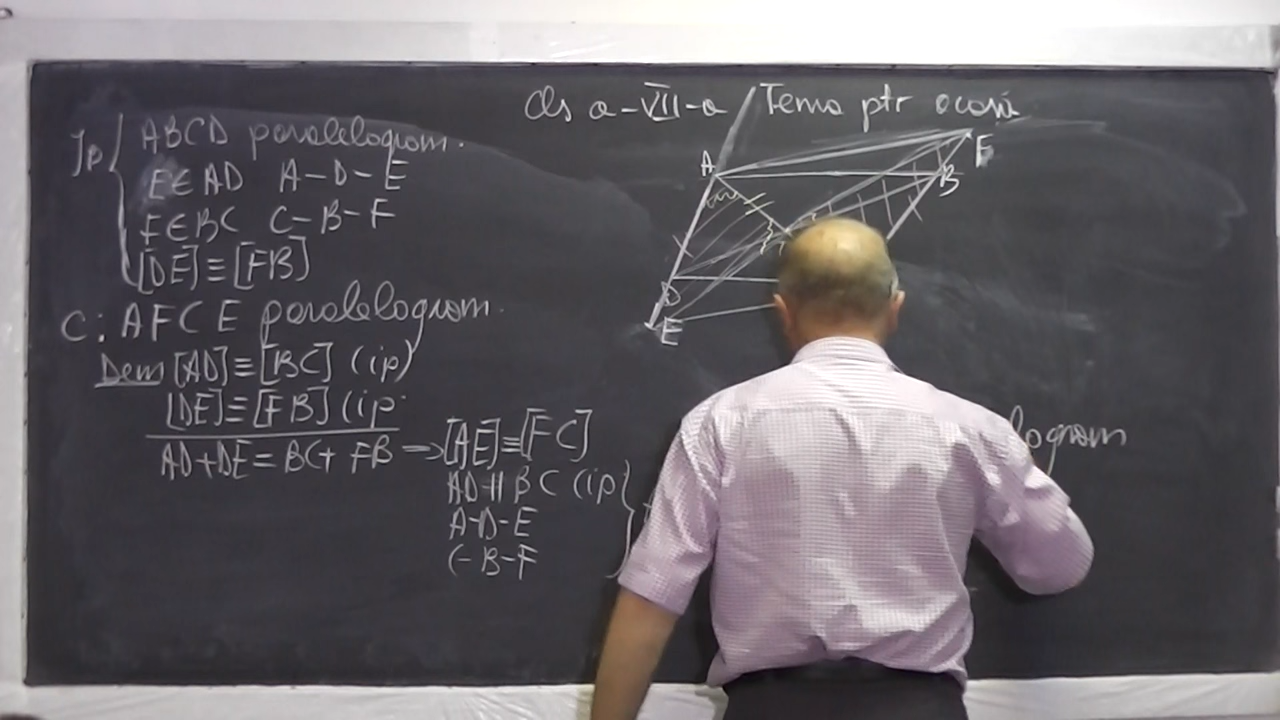 Cls a-VII-a Tema ptr acasă
Ip { ABCD paralelogram.
E∈AD A-D-E
F∈BC C-B-F
[DE]≡[FB]
C: AFCE paralelogram.
Dem [AD]≡[BC] (ip)
[DE]≡[FB] (ip
AD+DE=BC+FB → [AE]≡[FC]
AD∥BC (ip
A-D-E
C-B-F
A
F
B
D
E
logram